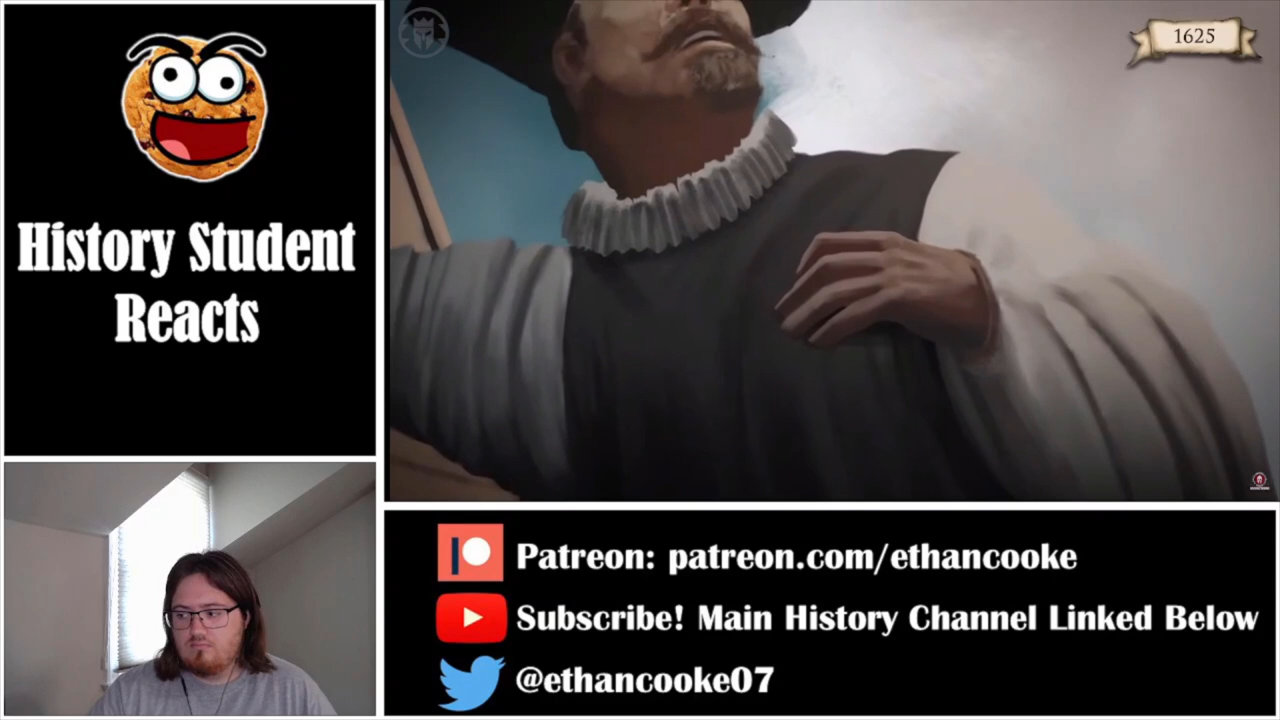 1625
History Student
Reacts
Patreon: patreon.com/ethancooke
Subscribe! Main History Channel Linked Below
@ethancooke07